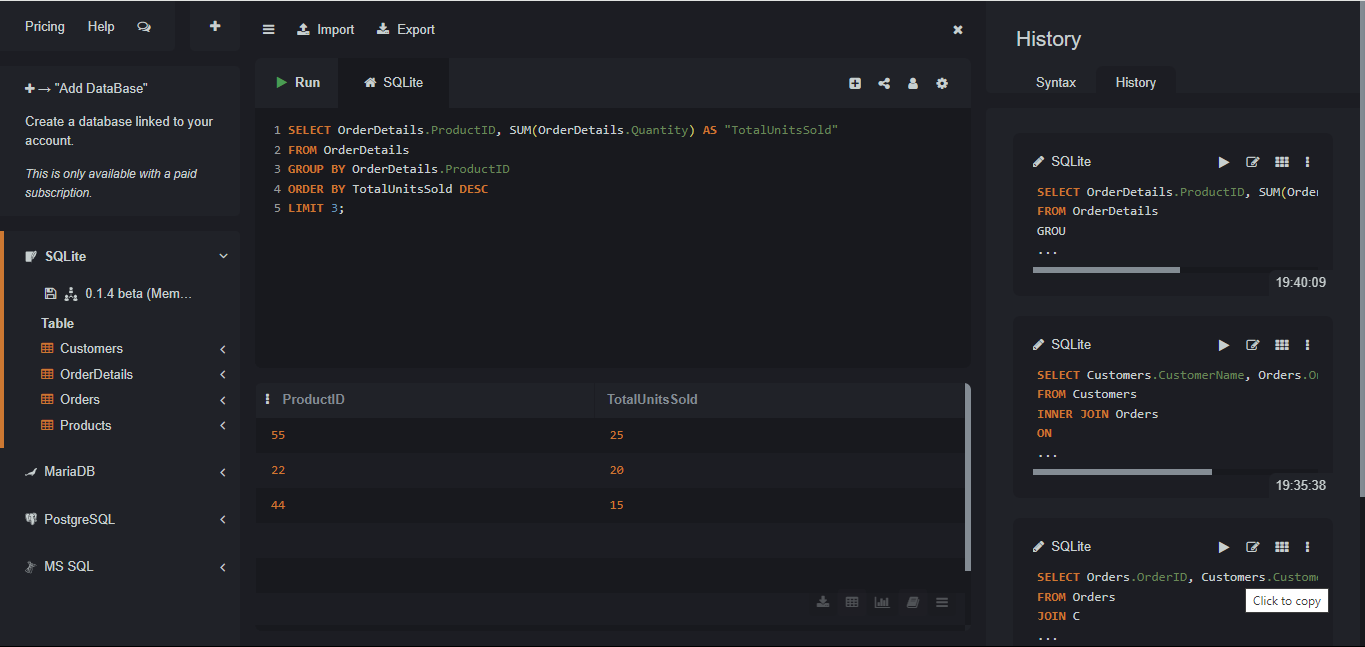 Pricing Help
"Add DataBase"
Create a database linked to your
account.
This is only available with a paid
subscription.
SQLite
0.1.4 beta (Mem...
Table
Customers
OrderDetails
Orders
Products
MariaDB
PostgreSQL
MS SQL
Import Export
Run SQLite
1 SELECT OrderDetails.ProductID, SUM(OrderDetails.Quantity) AS "TotalUnitsSold"
2 FROM OrderDetails
3 GROUP BY OrderDetails.ProductID
4 ORDER BY TotalUnitsSold DESC
5 LIMIT 3;
ProductID TotalUnitsSold
55 25
22 20
44 15
History
Syntax History
SQLite
SELECT OrderDetails.ProductID, SUM(Order
FROM OrderDetails
GROU
...
19:40:09
SQLite
SELECT Customers.CustomerName, Orders.Or
FROM Customers
INNER JOIN Orders
ON
...
19:35:38
SQLite
SELECT Orders.OrderID, Customers.Custome
FROM Orders
Click to copy
JOIN C
...